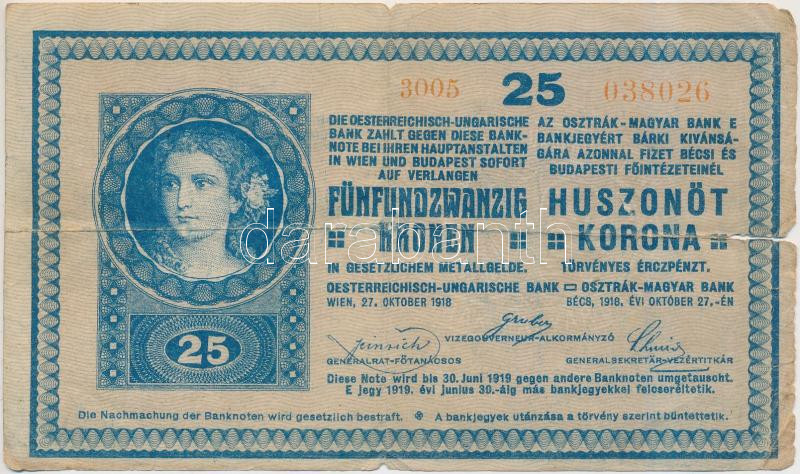 3005 25 038026
DIE OESTERREICHISCH-UNGARISCHE
BANK ZAHLT GEGEN DIESE BANK-
NOTE BEI IHREN HAUPTANSTALTEN
IN WIEN UND BUDAPEST SOFORT
AUF VERLANGEN
FÜNFUNDZWANZIG
KRONEN
IN GESETZLICHEM METALLGELDE.
AZ OSZTRÁK-MAGYAR BANK E
BANKJEGYÉRT BÁRKI KIVÁNSÁ-
GÁRA AZONNAL FIZET BÉCSI ÉS
BUDAPESTI FŐINTÉZETEINÉL
HUSZONÖT
KORONA
TÖRVÉNYES ÉRCZPÉNZT.
darabanth
OESTERREICHISCH-UNGARISCHE BANK OSZTRÁK-MAGYAR BANK
WIEN, 27. OKTOBER 1918 BÉCS, 1918. ÉVI OKTÓBER 27.-ÉN
25
Gruber
VIZEGOUVERNEUR-ALKORMÁNYZÓ
GENERALRAT-FŐTANÁCSOS
GENERALSEKRETÄR-VEZÉRTITKÁR
Diese Note wird bis 30. Juni 1919 gegen andere Banknoten umgetauscht.
E jegy 1919. évi junius 30.-áig más bankjegyekkel felcseréltetik.
Die Nachmachung der Banknoten wird gesetzlich bestraft. A bankjegyek utánzása a törvény szerint büntettetik.